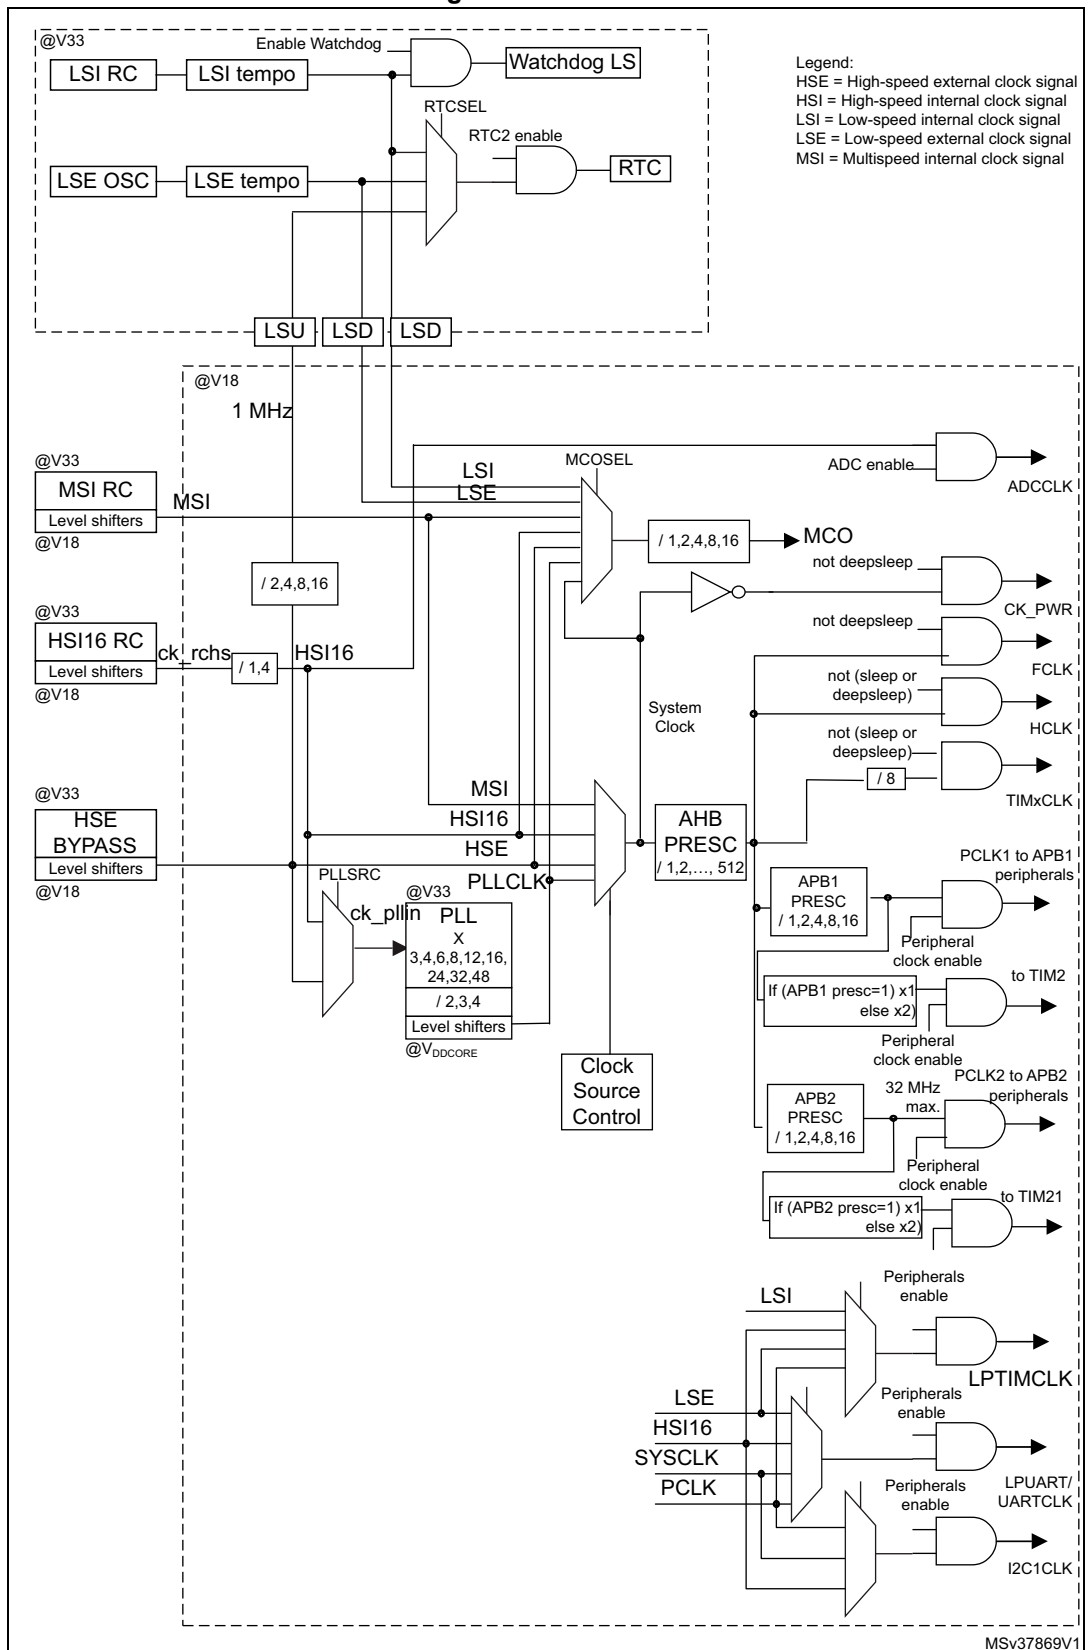 @V33
Enable Watchdog
LSI RC
LSI tempo
Watchdog LS
Legend:
HSE = High-speed external clock signal
HSI = High-speed internal clock signal
LSI = Low-speed internal clock signal
LSE = Low-speed external clock signal
MSI = Multispeed internal clock signal
RTCSEL
RTC2 enable
LSE OSC
LSE tempo
RTC
LSU
LSD
LSD
@V18
1 MHz
@V33
MSI RC
Level shifters
@V18
MSI
LSI
LSE
MCOSEL
ADC enable
ADCCLK
/ 1,2,4,8,16
MCO
/ 2,4,8,16
not deepsleep
CK_PWR
@V33
HSI16 RC
Level shifters
@V18
ck_rchs
/ 1,4
HSI16
not deepsleep
FCLK
System
Clock
not (sleep or
deepsleep)
HCLK
not (sleep or
deepsleep)
/ 8
TIMxCLK
@V33
HSE
BYPASS
Level shifters
@V18
MSI
HSI16
HSE
PLLCLK
AHB
PRESC
/ 1,2,…, 512
PLLSRC
ck_pllin
@V33
PLL
X
3,4,6,8,12,16,
24,32,48
/ 2,3,4
Level shifters
@VDDCORE
Clock
Source
Control
APB1
PRESC
/ 1,2,4,8,16
PCLK1 to APB1
peripherals
Peripheral
clock enable
If (APB1 presc=1) x1
else x2)
to TIM2
Peripheral
clock enable
APB2
PRESC
/ 1,2,4,8,16
32 MHz
max.
PCLK2 to APB2
peripherals
Peripheral
clock enable
If (APB2 presc=1) x1
else x2)
to TIM21
LSI
Peripherals
enable
LPTIMCLK
LSE
HSI16
SYSCLK
PCLK
Peripherals
enable
LPUART/
UARTCLK
Peripherals
enable
I2C1CLK
MSv37869V1